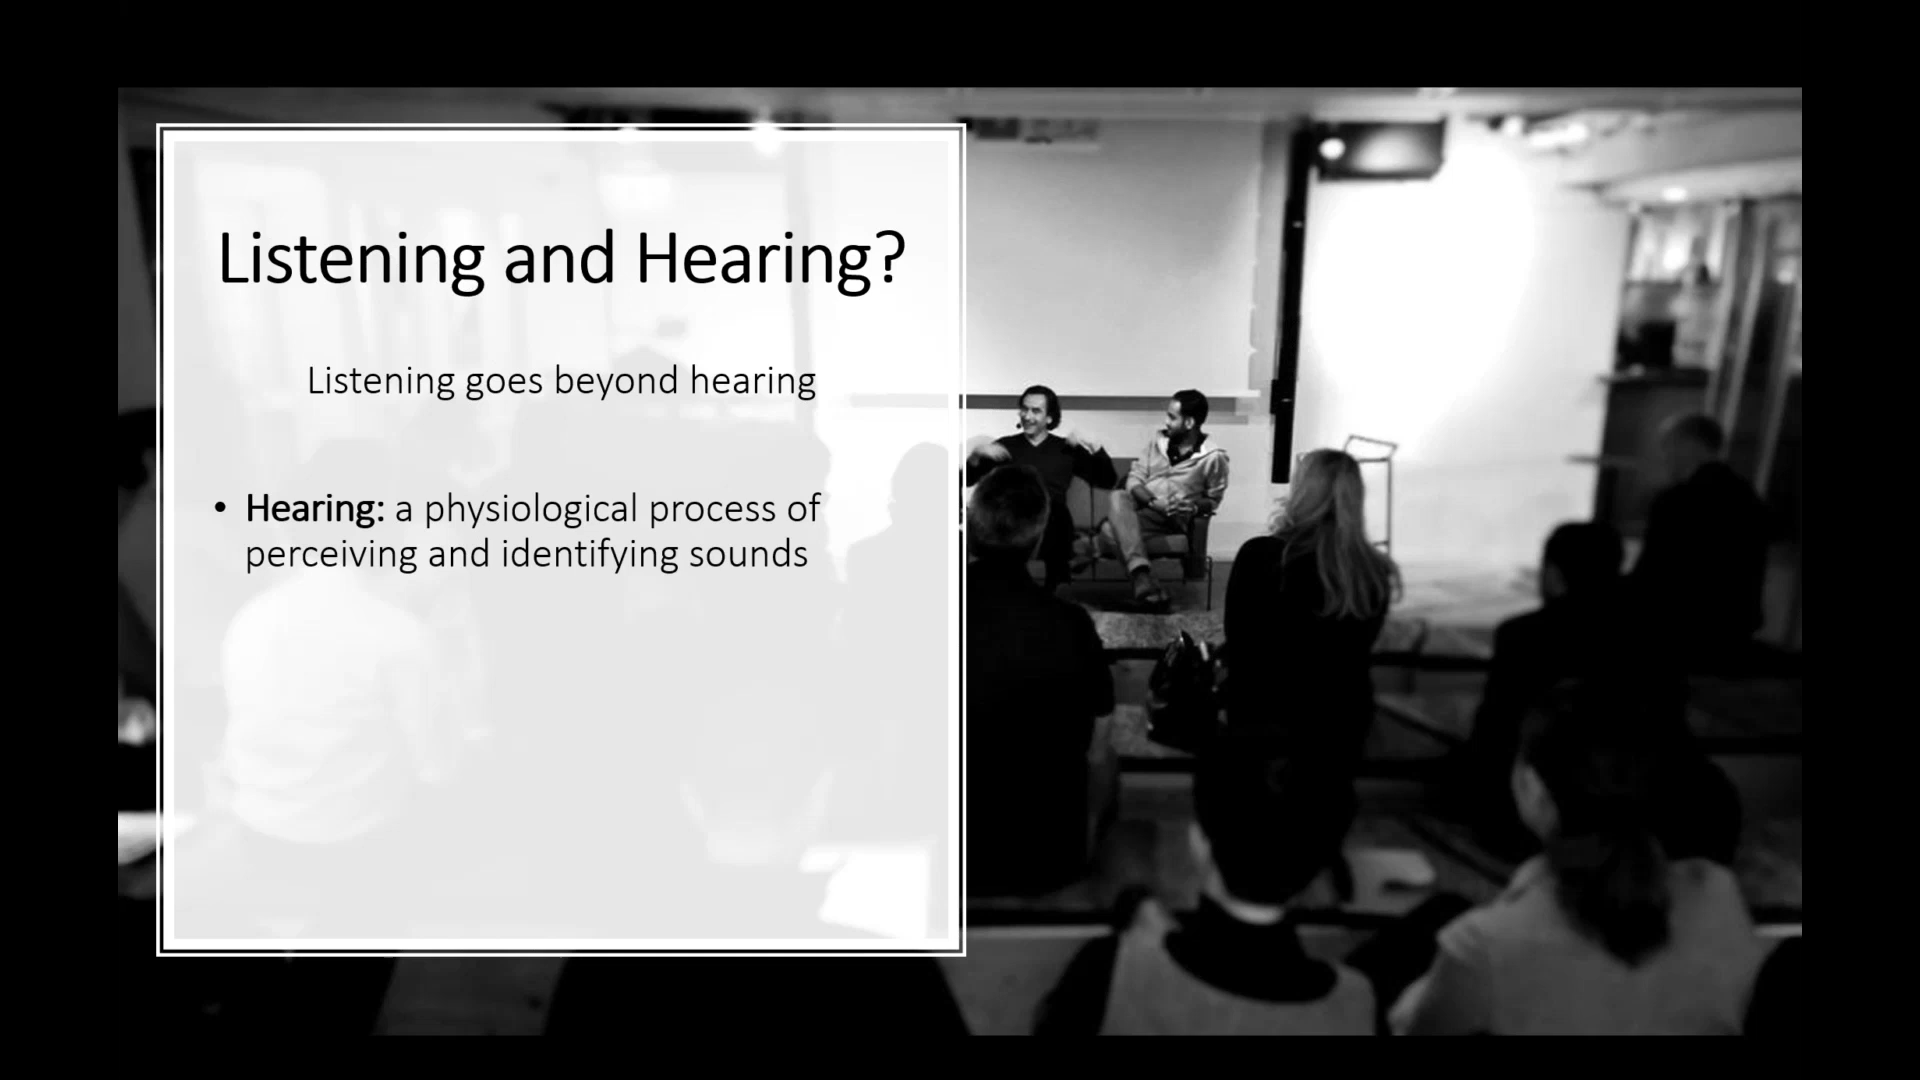 Listening and Hearing?
Listening goes beyond hearing
• Hearing: a physiological process of
perceiving and identifying sounds